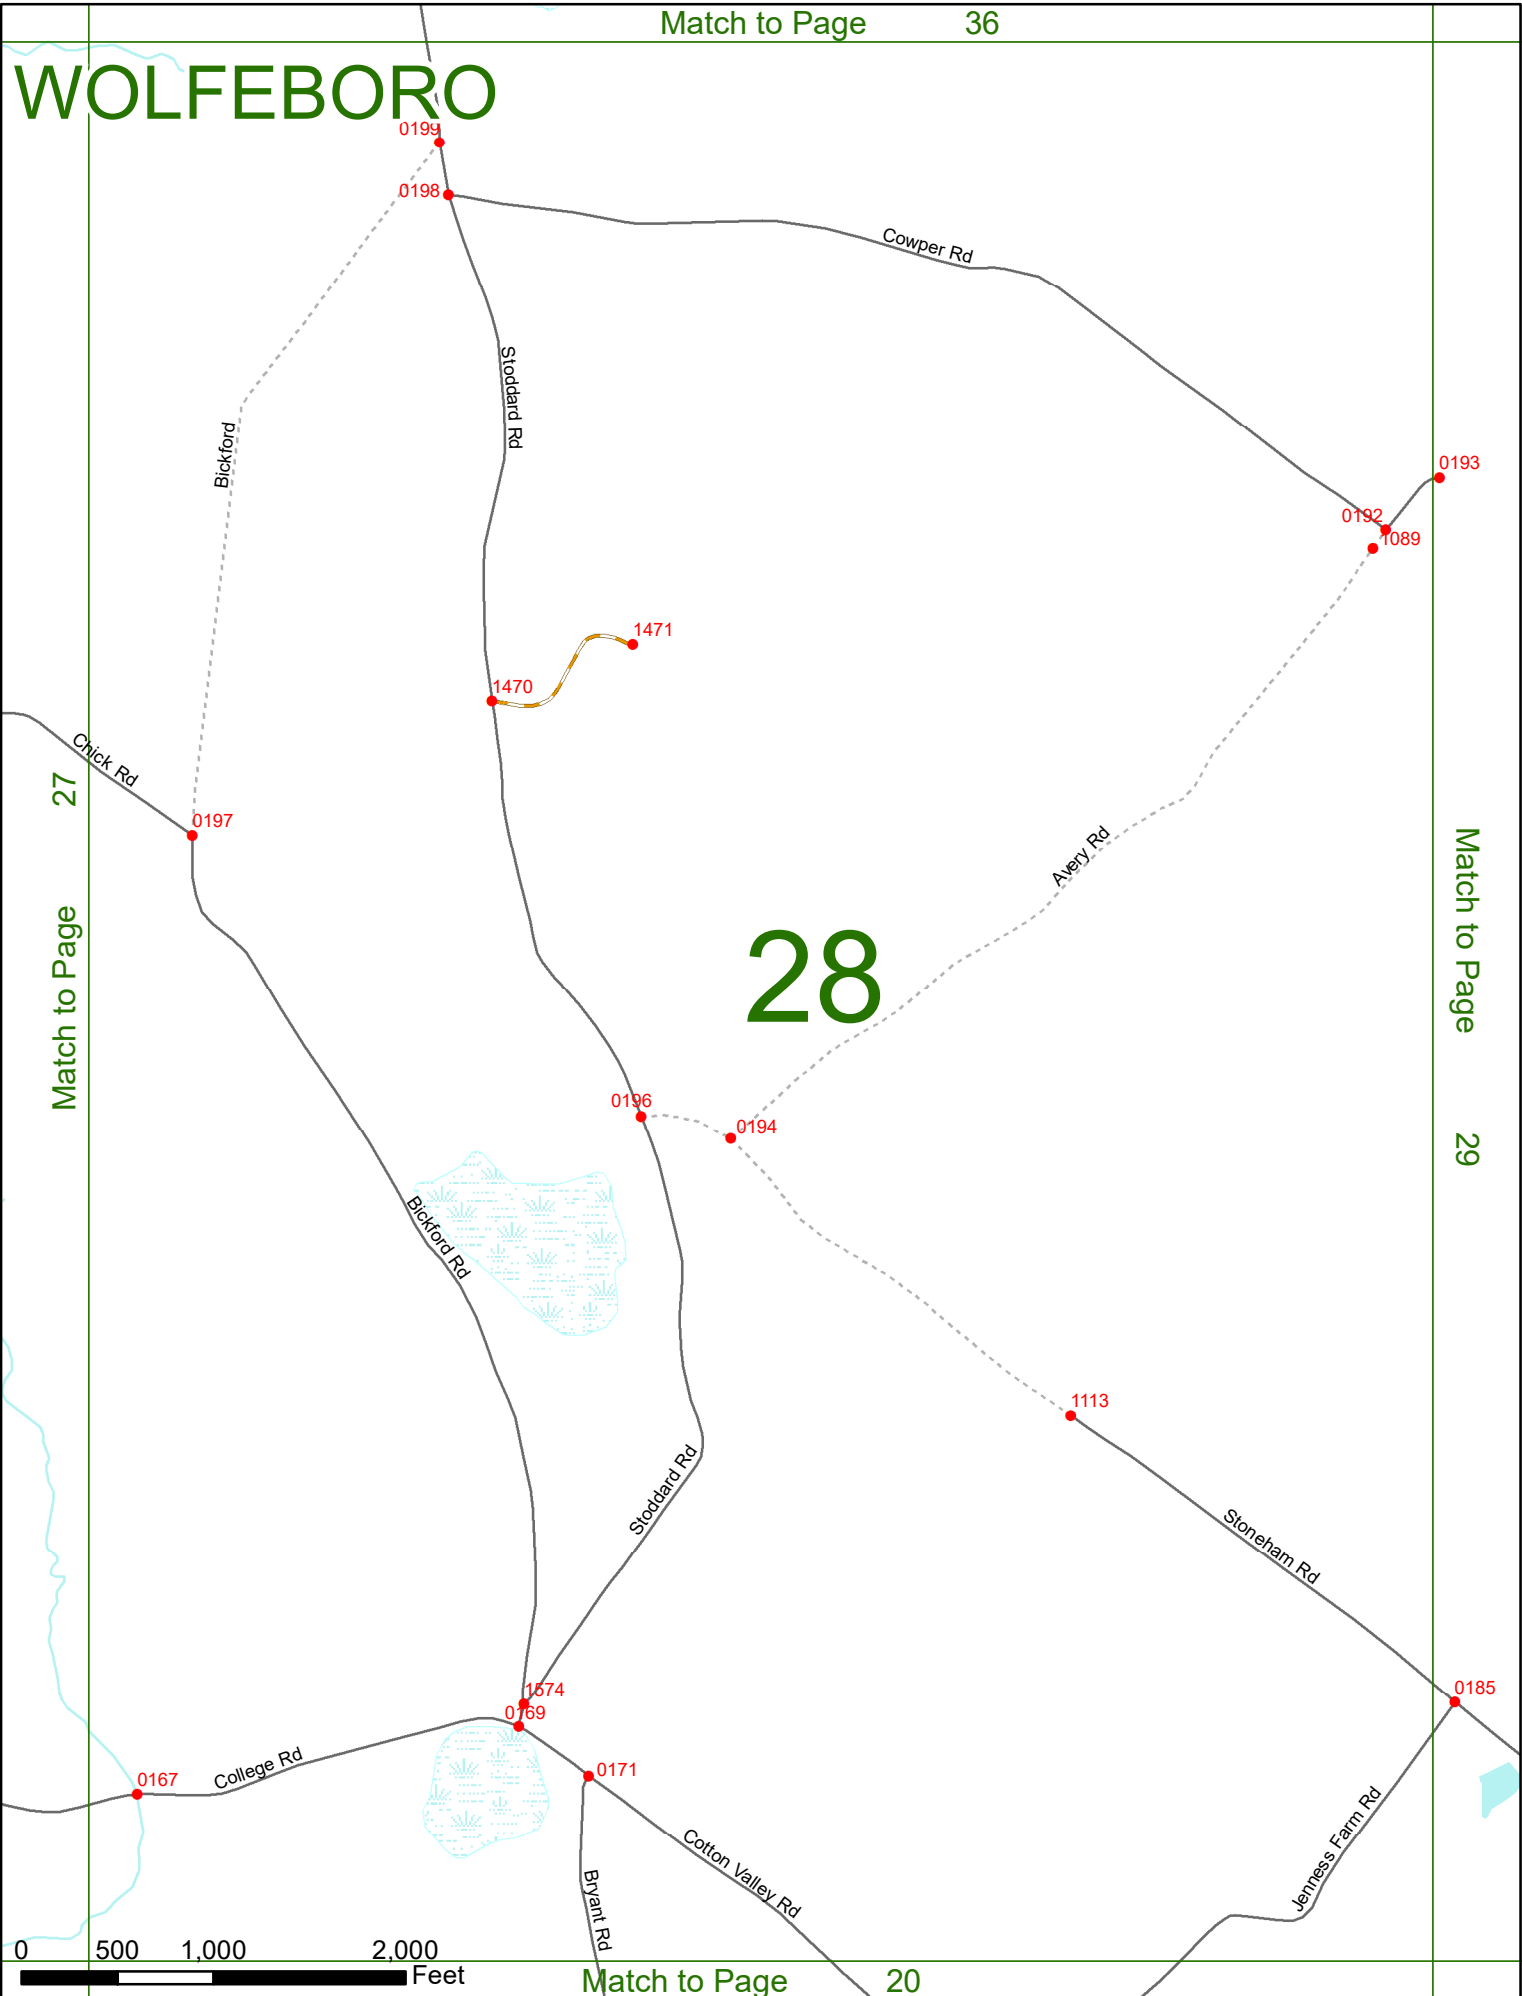 Match to Page 36
WOLFEBORO
0199
0198
Cowper Rd
Stoddard Rd
Bickford
0193
0192
1089
1471
1470
Chick Rd
27
Match to Page
0197
Avery Rd
Match to Page
29
28
0196
0194
Bickford Rd
1113
Stoddard Rd
Stoneham Rd
1574
0169
0185
0171
0167
College Rd
Cotton Valley Rd
Jenness Farm Rd
Bryant Rd
0 500 1,000 2,000
Feet
Match to Page 20